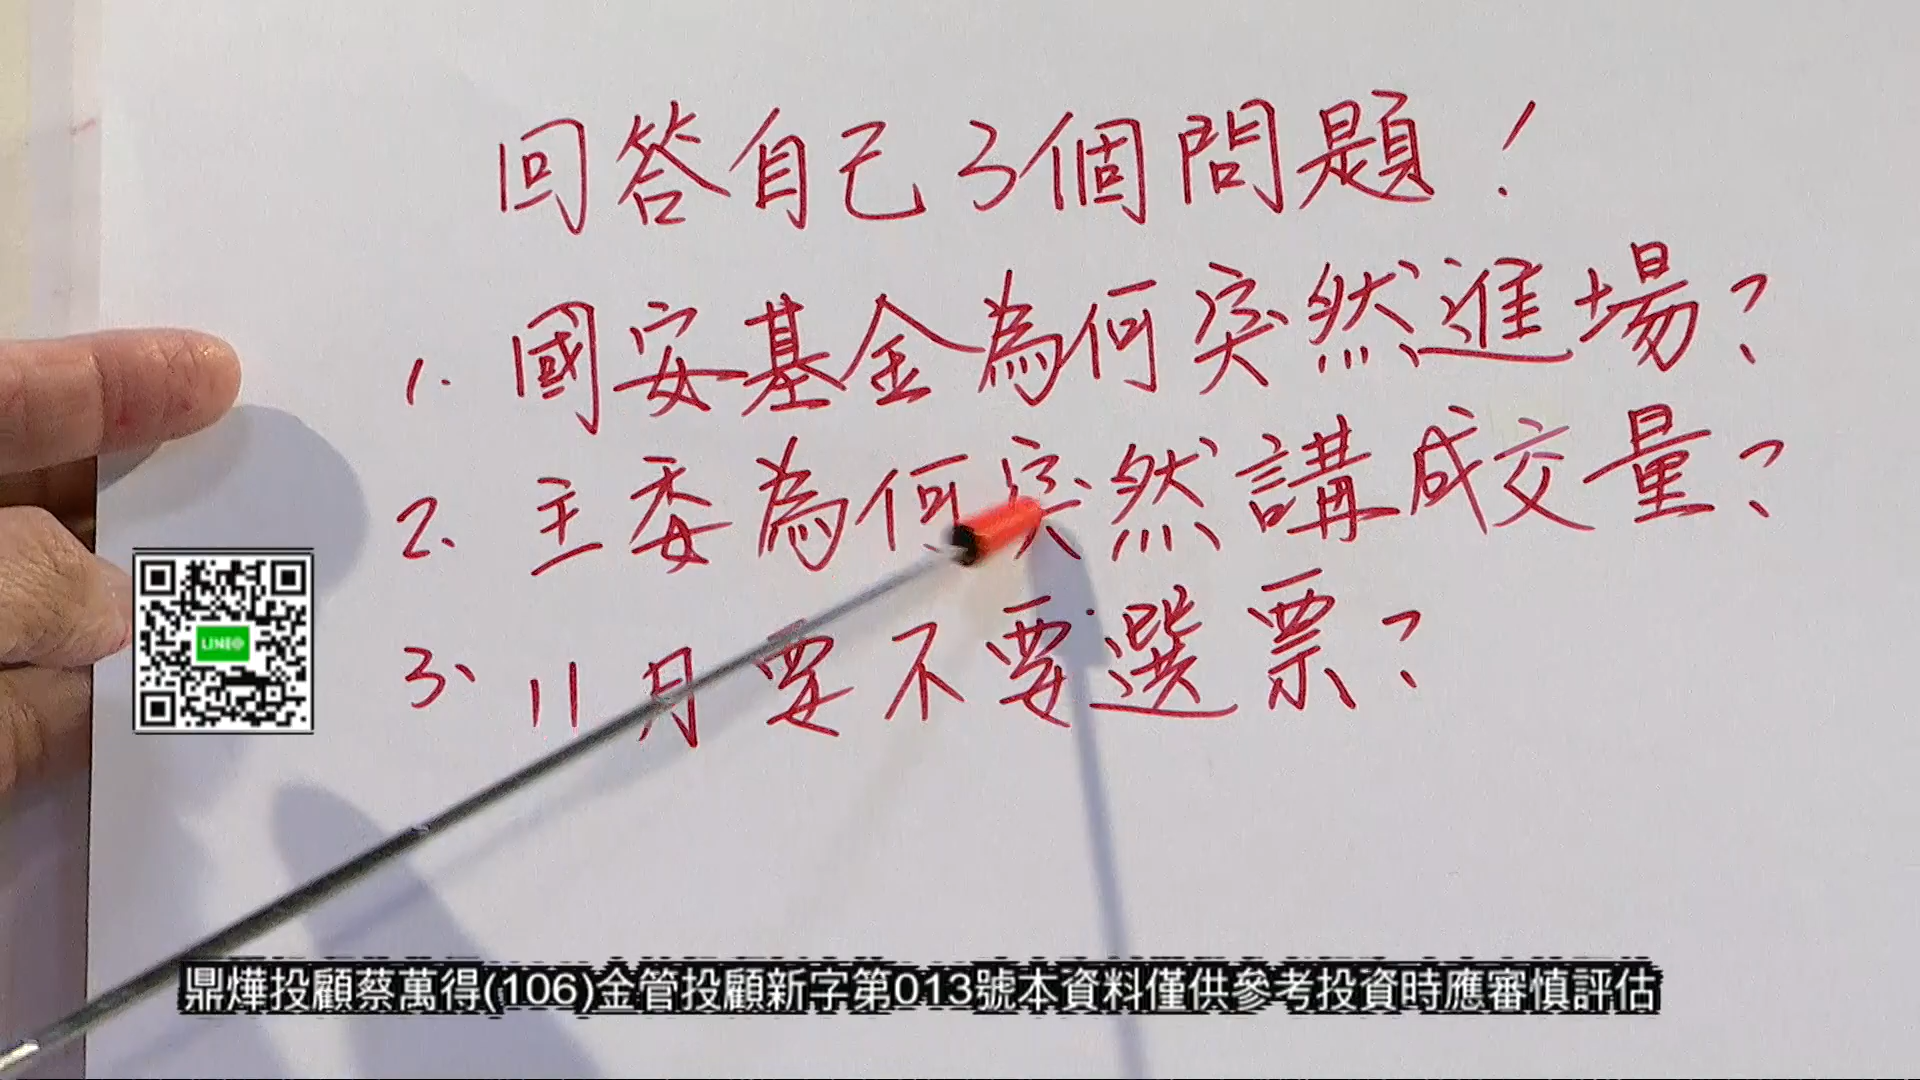 回答自己3個問題!
1. 國安基金為何突然進場?
2. 主委為何突然講成交量?
3. 11月要不要選票?
LINE@
鼎燁投顧蔡萬得(106)金管投顧新字第013號本資料僅供參考投資時應審慎評估